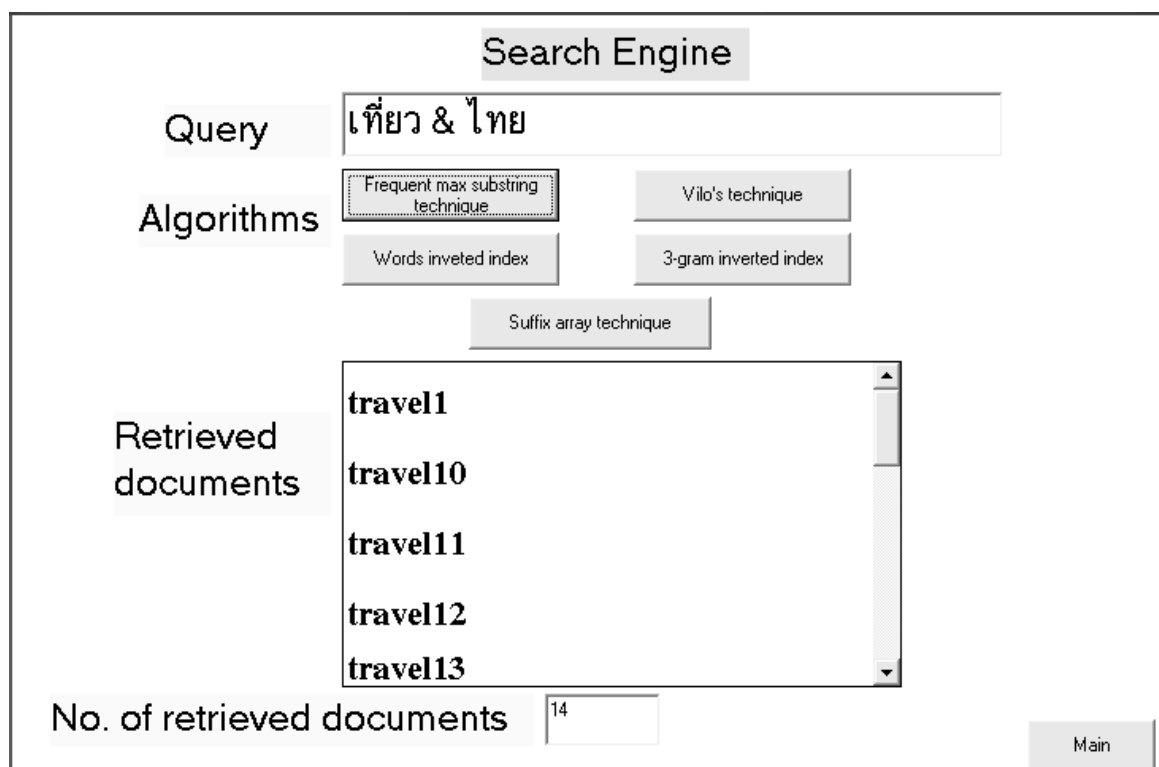 Search Engine
Query
เที่ยว & ไทย
Algorithms
Frequent max substring
technique
Vilo's technique
Words inveted index
3-gram inverted index
Suffix array technique
Retrieved
documents
travel1
travel10
travel11
travel12
travel13
No. of retrieved documents
14
Main